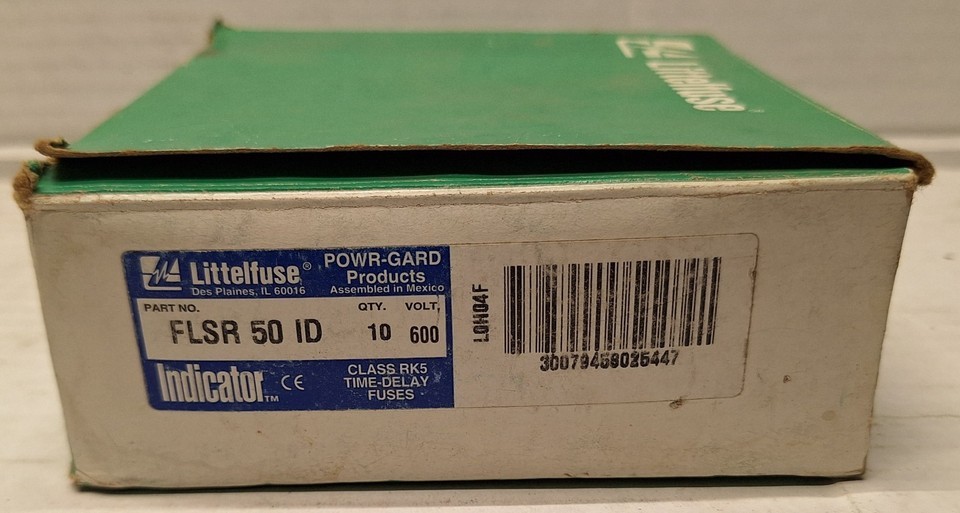 Littelfuse
Littelfuse®
Des Plaines, IL 60016
POWR-GARD
Products
Assembled in Mexico
PART NO. QTY. VOLT.
FLSR 50 ID 10 600
Indicator™ CE
CLASS RK5
TIME-DELAY
FUSES
L0H04F
30079458025447